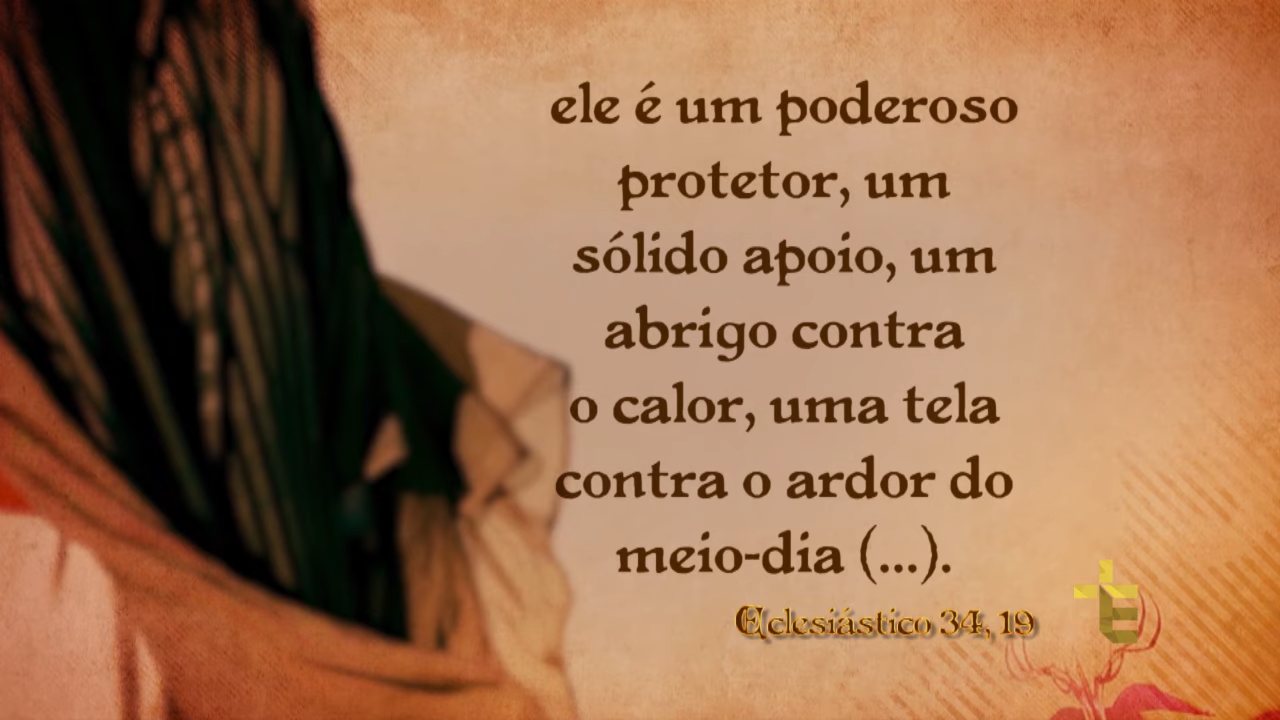 ele é um poderoso
protetor, um
sólido apoio, um
abrigo contra
o calor, uma tela
contra o ardor do
meio-dia (...).
Eclesiástico 34, 19
E